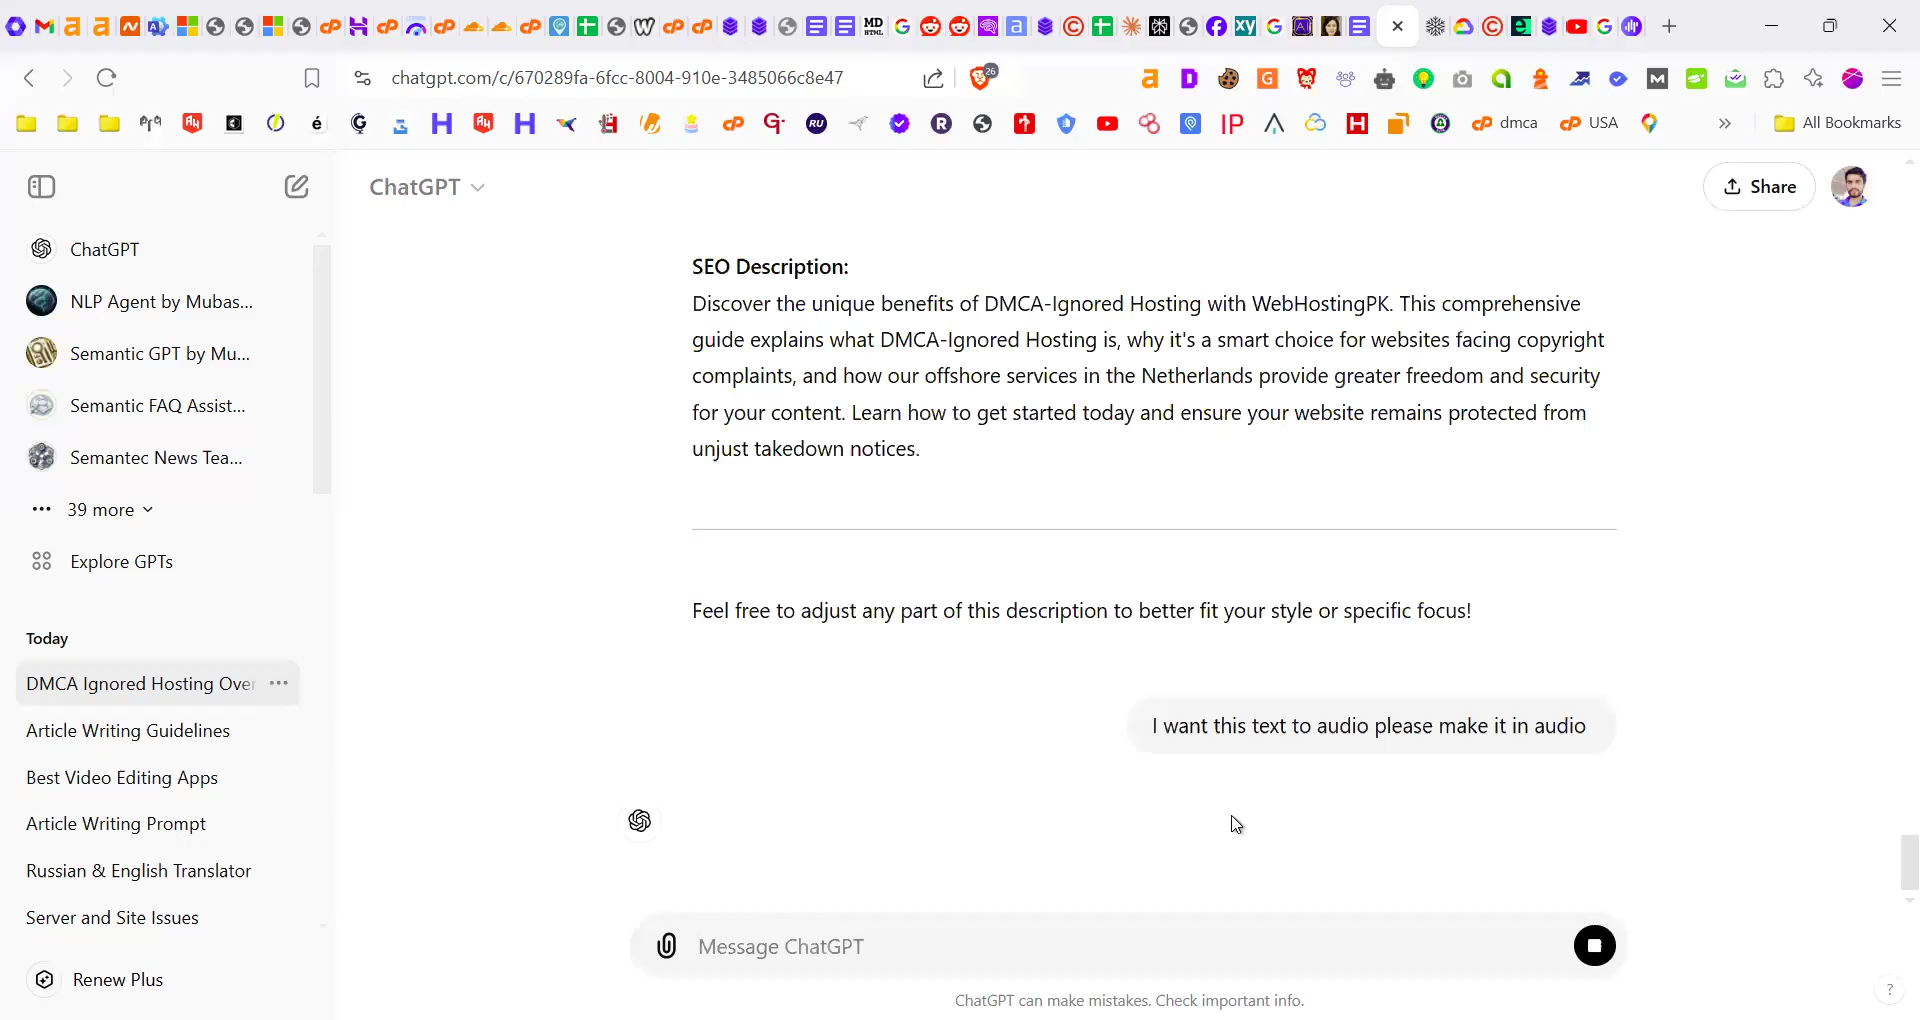 chatgpt.com/c/670289fa-6fcc-8004-910e-3485066c8e47
26
dmca
USA
All Bookmarks
ChatGPT
Share
ChatGPT
NLP Agent by Mubas...
Semantic GPT by Mu...
Semantic FAQ Assist...
Semantec News Tea...
39 more
Explore GPTs
Today
DMCA Ignored Hosting Over
Article Writing Guidelines
Best Video Editing Apps
Article Writing Prompt
Russian & English Translator
Server and Site Issues
Renew Plus
SEO Description:
Discover the unique benefits of DMCA-Ignored Hosting with WebHostingPK. This comprehensive
guide explains what DMCA-Ignored Hosting is, why it's a smart choice for websites facing copyright
complaints, and how our offshore services in the Netherlands provide greater freedom and security
for your content. Learn how to get started today and ensure your website remains protected from
unjust takedown notices.
Feel free to adjust any part of this description to better fit your style or specific focus!
I want this text to audio please make it in audio
Message ChatGPT
ChatGPT can make mistakes. Check important info.
?